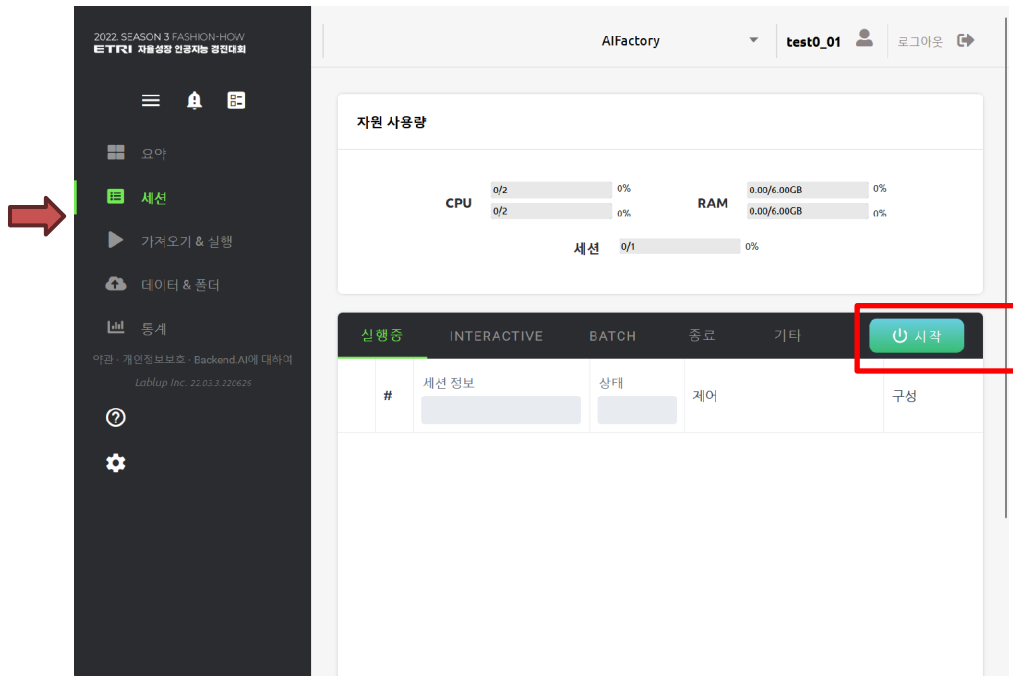 2022. SEASON 3 FASHION-HOW
ETRI 자율성장 인공지능 경진대회
요약
세션
가져오기 & 실행
데이터 & 폴더
통계
약관 · 개인정보보호 · Backend.AI에 대하여
Lablup Inc. 22.03.3.220626
AIFactory
test0_01
로그아웃
자원 사용량
CPU
0/2 0%
0/2 0%
RAM
0.00/6.00GB 0%
0.00/6.00GB 0%
세션 0/1 0%
실행중 INTERACTIVE BATCH 종료 기타 시작
# 세션 정보 상태 제어 구성